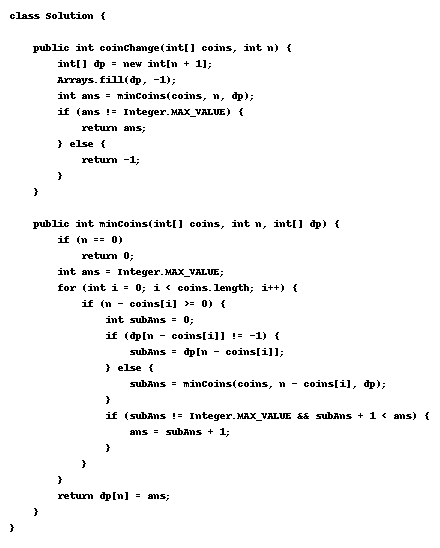 class Solution {

    public int coinChange(int[] coins, int n) {
        int[] dp = new int[n + 1];
        Arrays.fill(dp, -1);
        int ans = minCoins(coins, n, dp);
        if (ans != Integer.MAX_VALUE) {
            return ans;
        } else {
            return -1;
        }
    }

    public int minCoins(int[] coins, int n, int[] dp) {
        if (n == 0)
            return 0;
        int ans = Integer.MAX_VALUE;
        for (int i = 0; i < coins.length; i++) {
            if (n - coins[i] >= 0) {
                int subAns = 0;
                if (dp[n - coins[i]] != -1) {
                    subAns = dp[n - coins[i]];
                } else {
                    subAns = minCoins(coins, n - coins[i], dp);
                }
                if (subAns != Integer.MAX_VALUE && subAns + 1 < ans) {
                    ans = subAns + 1;
                }
            }
        }
        return dp[n] = ans;
    }
}